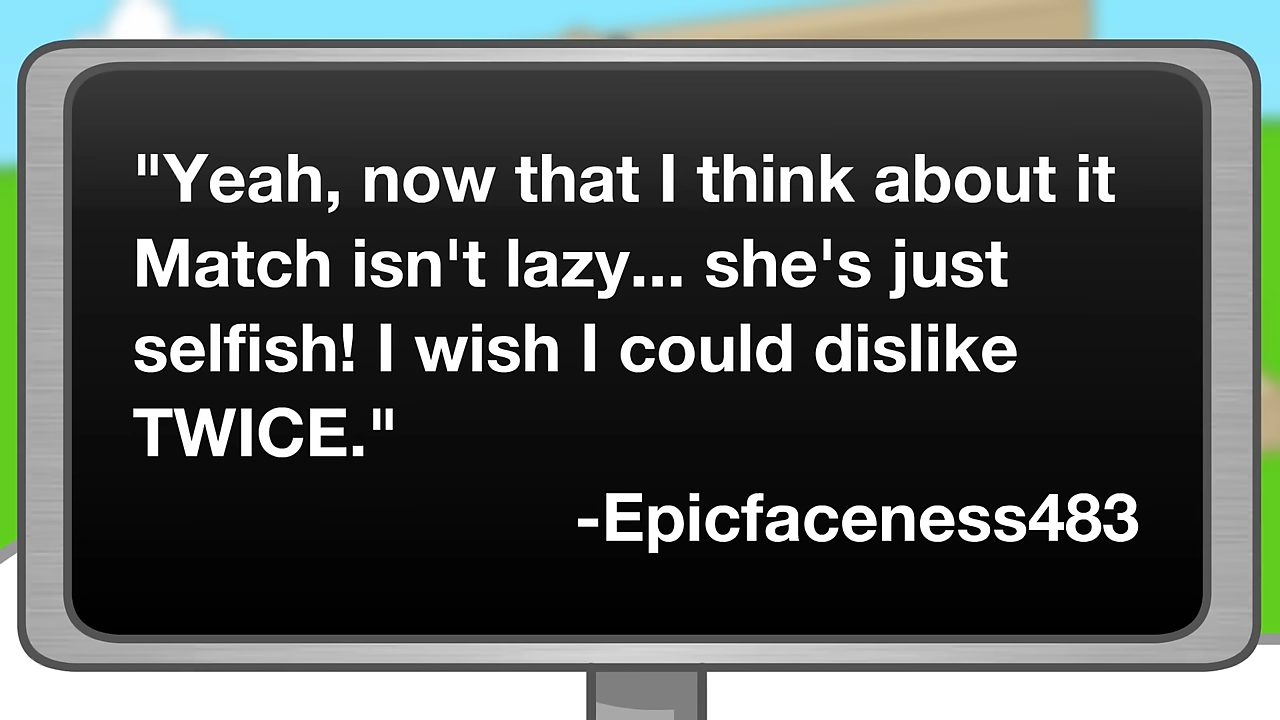 "Yeah, now that I think about it
Match isn't lazy... she's just
selfish! I wish I could dislike
TWICE."
-Epicfaceness483